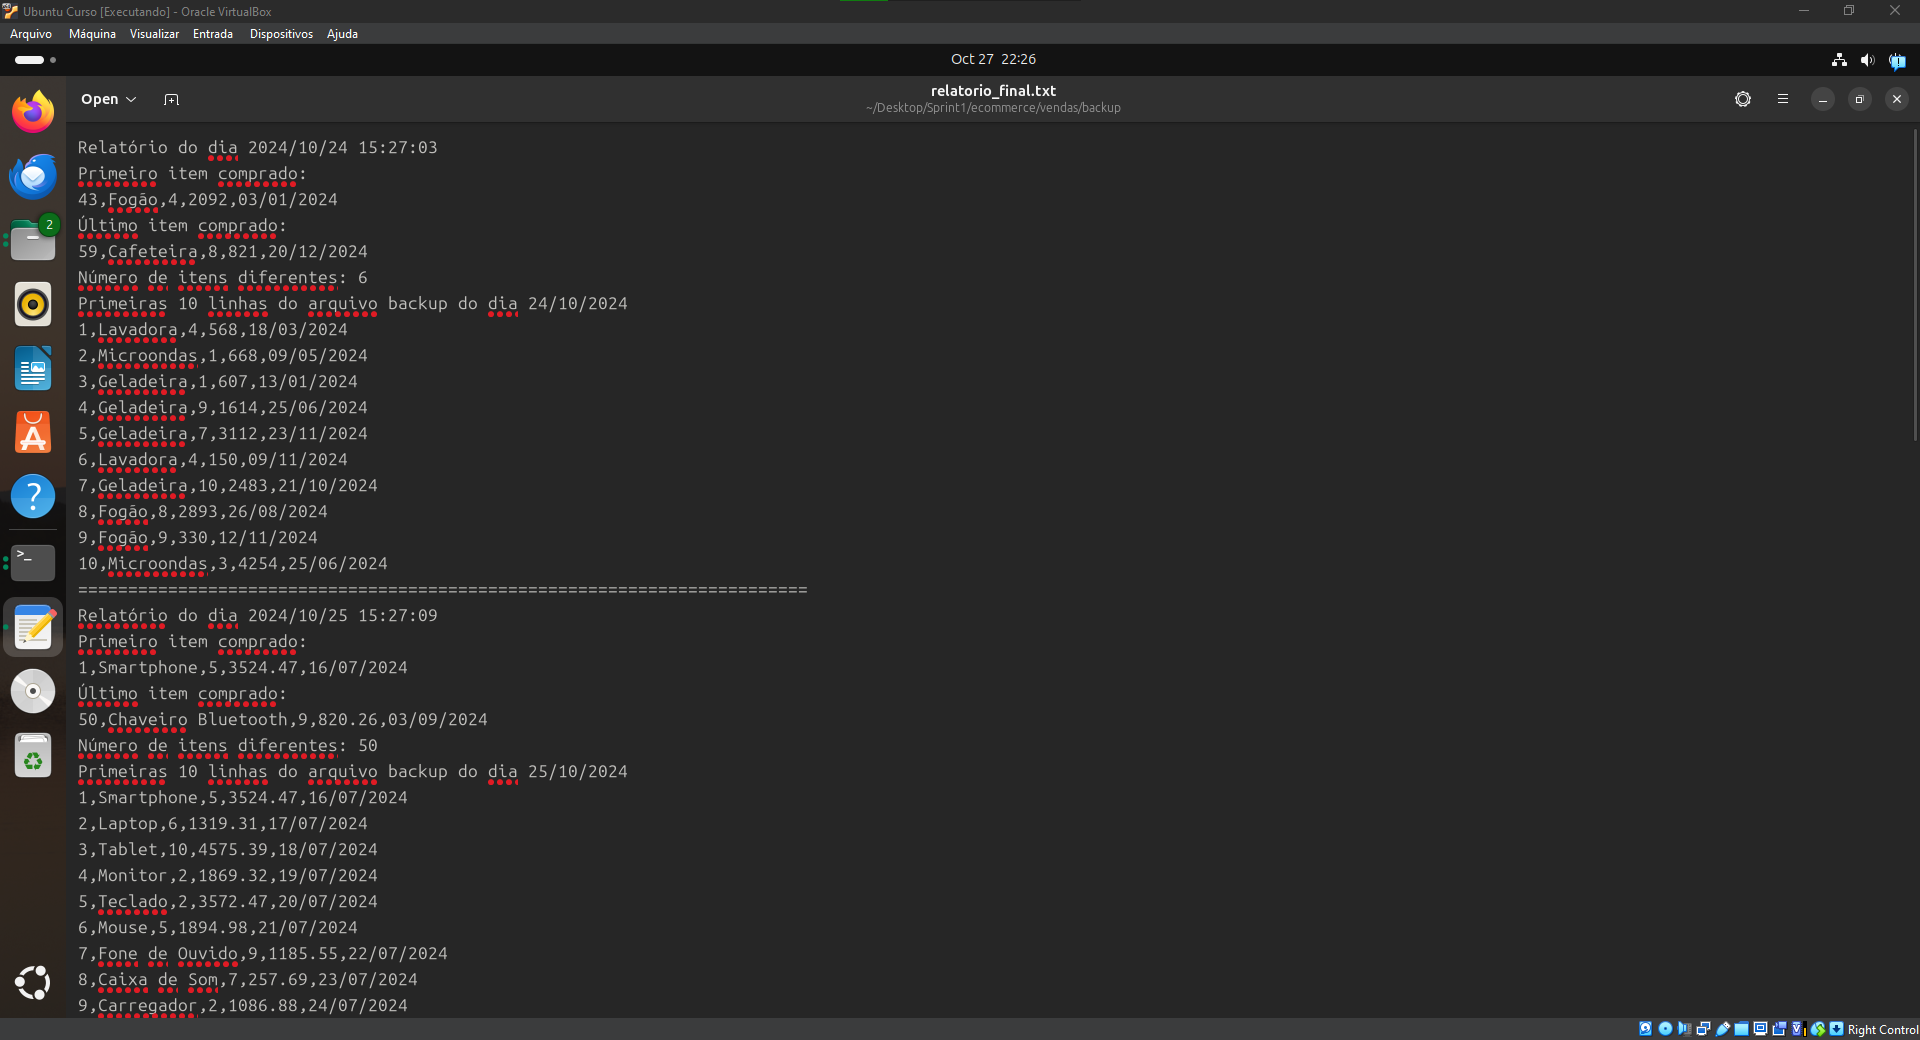 Ubuntu Curso [Executando] - Oracle VirtualBox
Arquivo Máquina Visualizar Entrada Dispositivos Ajuda
Oct 27 22:26
Open
relatorio_final.txt
~/Desktop/Sprint1/ecommerce/vendas/backup
2
Relatório do dia 2024/10/24 15:27:03
Primeiro item comprado:
43,Fogão,4,2092,03/01/2024
Último item comprado:
59,Cafeteira,8,821,20/12/2024
Número de itens diferentes: 6
Primeiras 10 linhas do arquivo backup do dia 24/10/2024
1,Lavadora,4,568,18/03/2024
2,Microondas,1,668,09/05/2024
3,Geladeira,1,607,13/01/2024
4,Geladeira,9,1614,25/06/2024
5,Geladeira,7,3112,23/11/2024
6,Lavadora,4,150,09/11/2024
7,Geladeira,10,2483,21/10/2024
8,Fogão,8,2893,26/08/2024
9,Fogão,9,330,12/11/2024
10,Microondas,3,4254,25/06/2024
=========================================================================
Relatório do dia 2024/10/25 15:27:09
Primeiro item comprado:
1,Smartphone,5,3524.47,16/07/2024
Último item comprado:
50,Chaveiro Bluetooth,9,820.26,03/09/2024
Número de itens diferentes: 50
Primeiras 10 linhas do arquivo backup do dia 25/10/2024
1,Smartphone,5,3524.47,16/07/2024
2,Laptop,6,1319.31,17/07/2024
3,Tablet,10,4575.39,18/07/2024
4,Monitor,2,1869.32,19/07/2024
5,Teclado,2,3572.47,20/07/2024
6,Mouse,5,1894.98,21/07/2024
7,Fone de Ouvido,9,1185.55,22/07/2024
8,Caixa de Som,7,257.69,23/07/2024
9,Carregador,2,1086.88,24/07/2024
Right Control